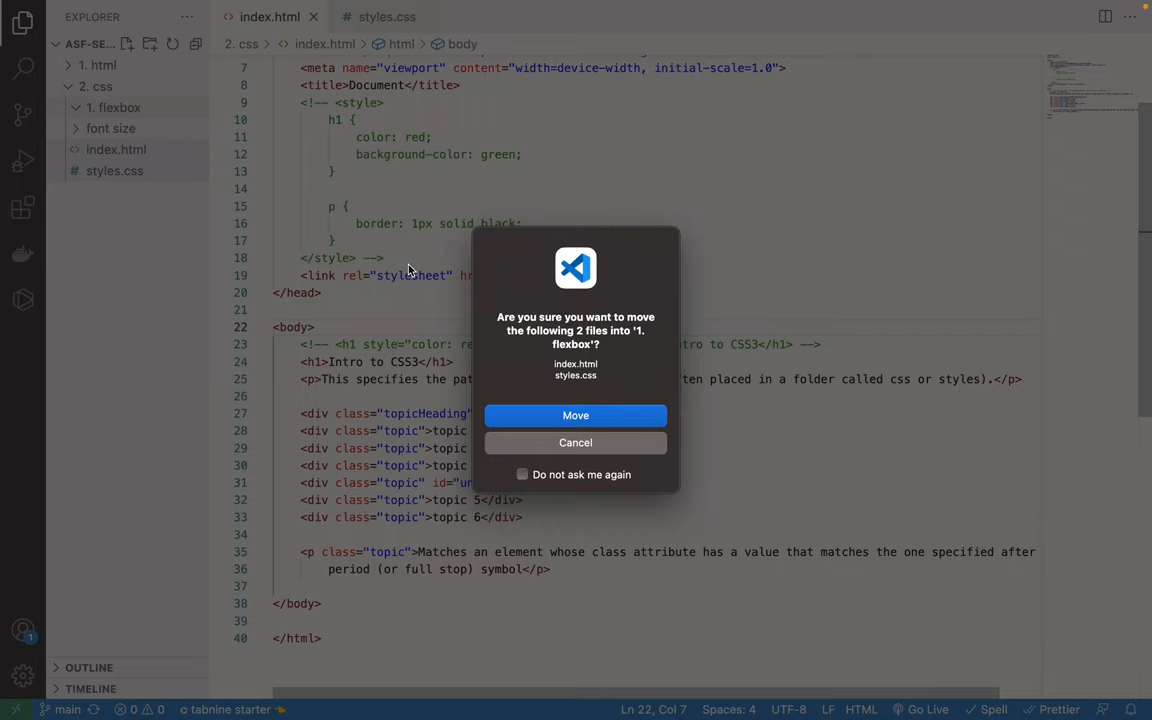 EXPLORER
index.html
styles.css
ASF-SE...
2. css
index.html
html
body
1. html
2. css
1. flexbox
font size
index.html
styles.css
7 <meta name="viewport" content="width=device-width, initial-scale=1.0">
8 <title>Document</title>
9 <!-- <style>
10 h1 {
11 color: red;
12 background-color: green;
13 }
14
15 p {
16 border: 1px solid black;
17 }
18 </style> -->
19 <link rel="stylesheet"
20 </head>
21
22 <body>
23 <!-- <h1 style="color: ntro to CSS3</h1> -->
24 <h1>Intro to CSS3</h1>
25 <p>This specifies the placed in a folder called css or styles).</p>
26
27 <div class="topicHeading"
28 <div class="topic">topic
29 <div class="topic">topic
30 <div class="topic">topic
31 <div class="topic" id=
32 <div class="topic">topic 5</div>
33 <div class="topic">topic 6</div>
34
35 <p class="topic">Matches an element whose class attribute has a value that matches the one specified after
36 period (or full stop) symbol</p>
37
38 </body>
39
40 </html>
Are you sure you want to move
the following 2 files into '1.
flexbox'?
index.html
styles.css
Move
Cancel
Do not ask me again
1
OUTLINE
TIMELINE
main
0
0
tabnine starter
Ln 22, Col 7
Spaces: 4
UTF-8
LF
HTML
Go Live
Spell
Prettier